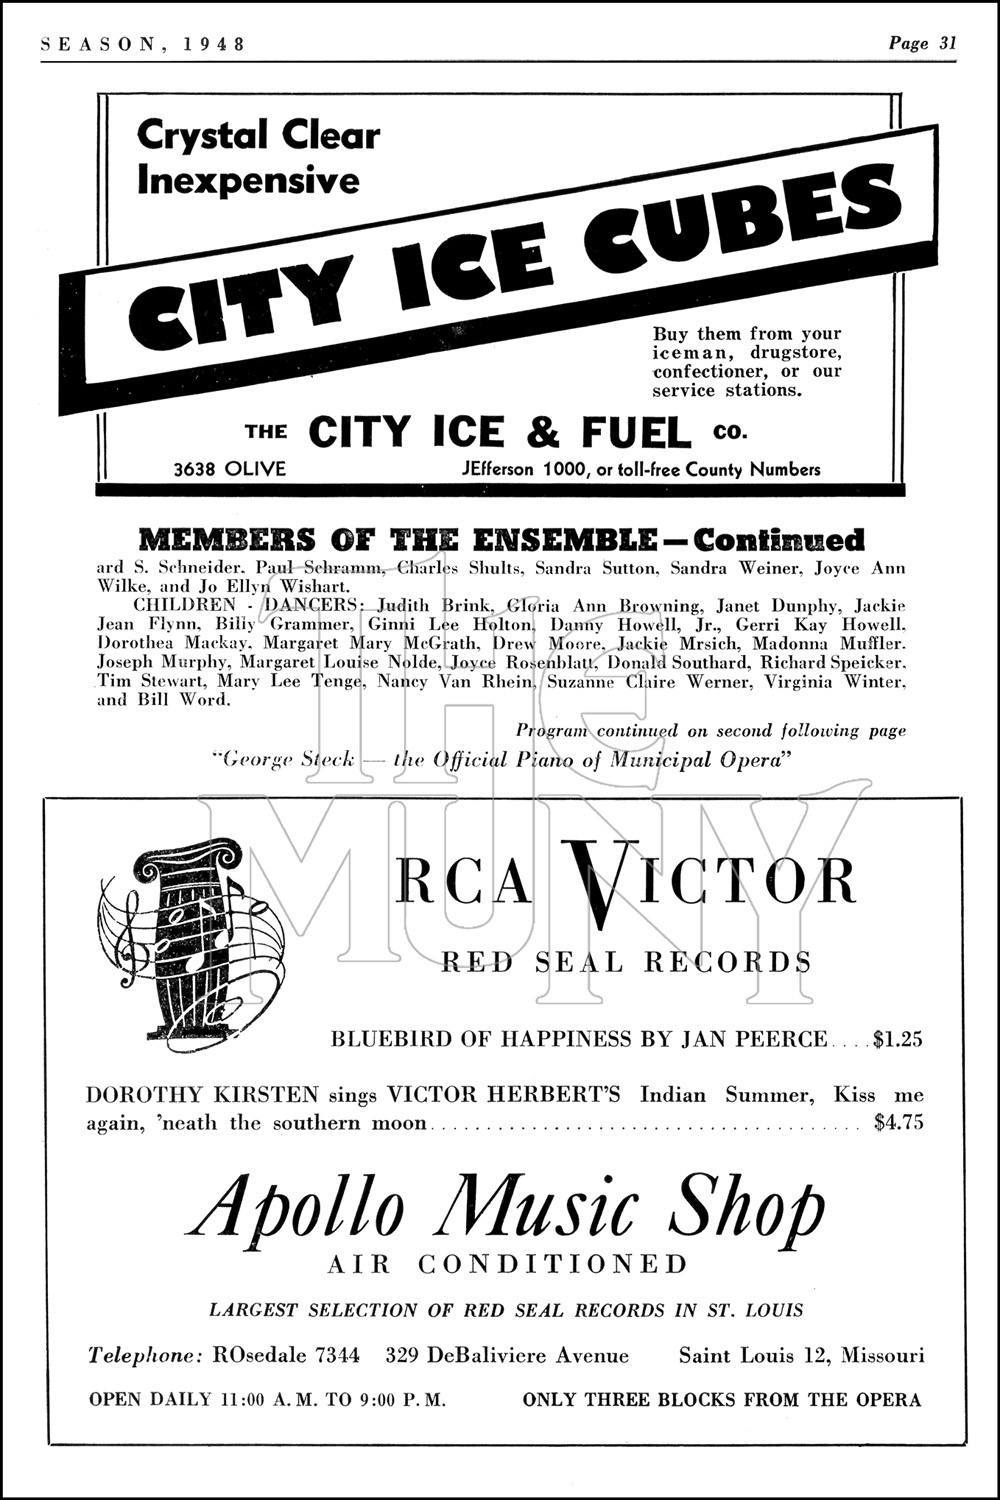 SEASON, 1948
Page 31
Crystal Clear
Inexpensive
CITY ICE CUBES
Buy them from your
iceman, drugstore,
confectioner, or our
service stations.
THE CITY ICE & FUEL CO.
3638 OLIVE JEfferson 1000, or toll-free County Numbers
MEMBERS OF THE ENSEMBLE—Continued
ard S. Schneider, Paul Schramm, Charles Shults, Sandra Sutton, Sandra Weiner, Joyce Ann
Wilke, and Jo Ellyn Wishart.
CHILDREN - DANCERS: Judith Brink, Gloria Ann Browning, Janet Dunphy, Jackie
Jean Flynn, Billy Grammer, Ginni Lee Holton, Danny Howell, Jr., Gerri Kay Howell,
Dorothea Mackay, Margaret Mary McGrath, Drew Moore, Jackie Mrsich, Madonna Muffler,
Joseph Murphy, Margaret Louise Nolde, Joyce Rosenblatt, Donald Southard, Richard Speicker,
Tim Stewart, Mary Lee Tenge, Nancy Van Rhein, Suzanne Claire Werner, Virginia Winter,
and Bill Word.
Program continued on second following page
"George Steck — the Official Piano of Municipal Opera"
The
MUNY
RCA VICTOR
RED SEAL RECORDS
BLUEBIRD OF HAPPINESS BY JAN PEERCE.... $1.25
DOROTHY KIRSTEN sings VICTOR HERBERT'S Indian Summer, Kiss me
again, 'neath the southern moon....................................... $4.75
Apollo Music Shop
AIR CONDITIONED
LARGEST SELECTION OF RED SEAL RECORDS IN ST. LOUIS
Telephone: ROsedale 7344 329 DeBaliviere Avenue Saint Louis 12, Missouri
OPEN DAILY 11:00 A. M. TO 9:00 P. M. ONLY THREE BLOCKS FROM THE OPERA